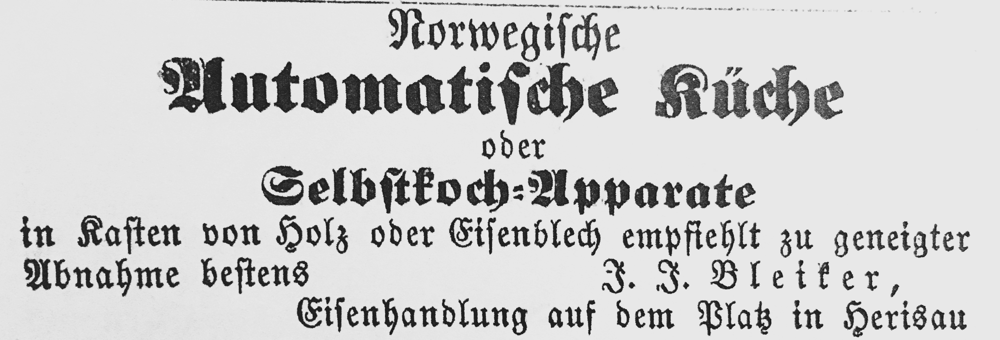 Norwegische
Automatische Küche
oder
Selbstkoch-Apparate
in Kasten von Holz oder Eisenblech empfiehlt zu geneigter
Abnahme bestens J. J. Bleiker,
Eisenhandlung auf dem Platz in Herisau